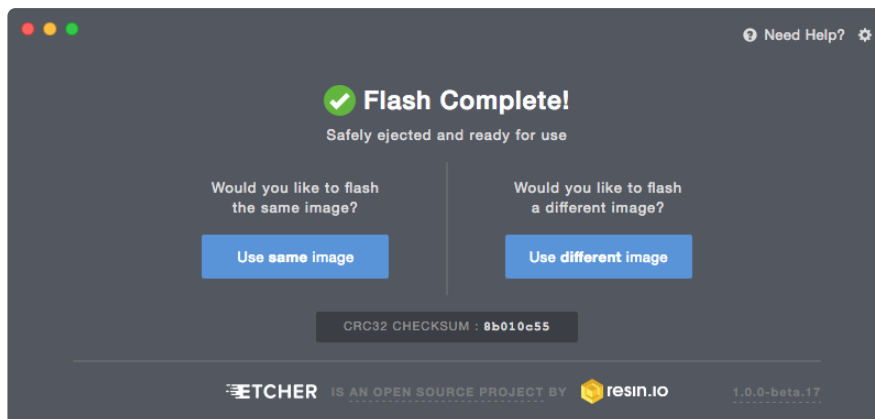 Need Help?
Flash Complete!
Safely ejected and ready for use
Would you like to flash
the same image?
Use same image
Would you like to flash
a different image?
Use different image
CRC32 CHECKSUM : 8b010c55
ETCHER IS AN OPEN SOURCE PROJECT BY resin.io 1.0.0-beta.17